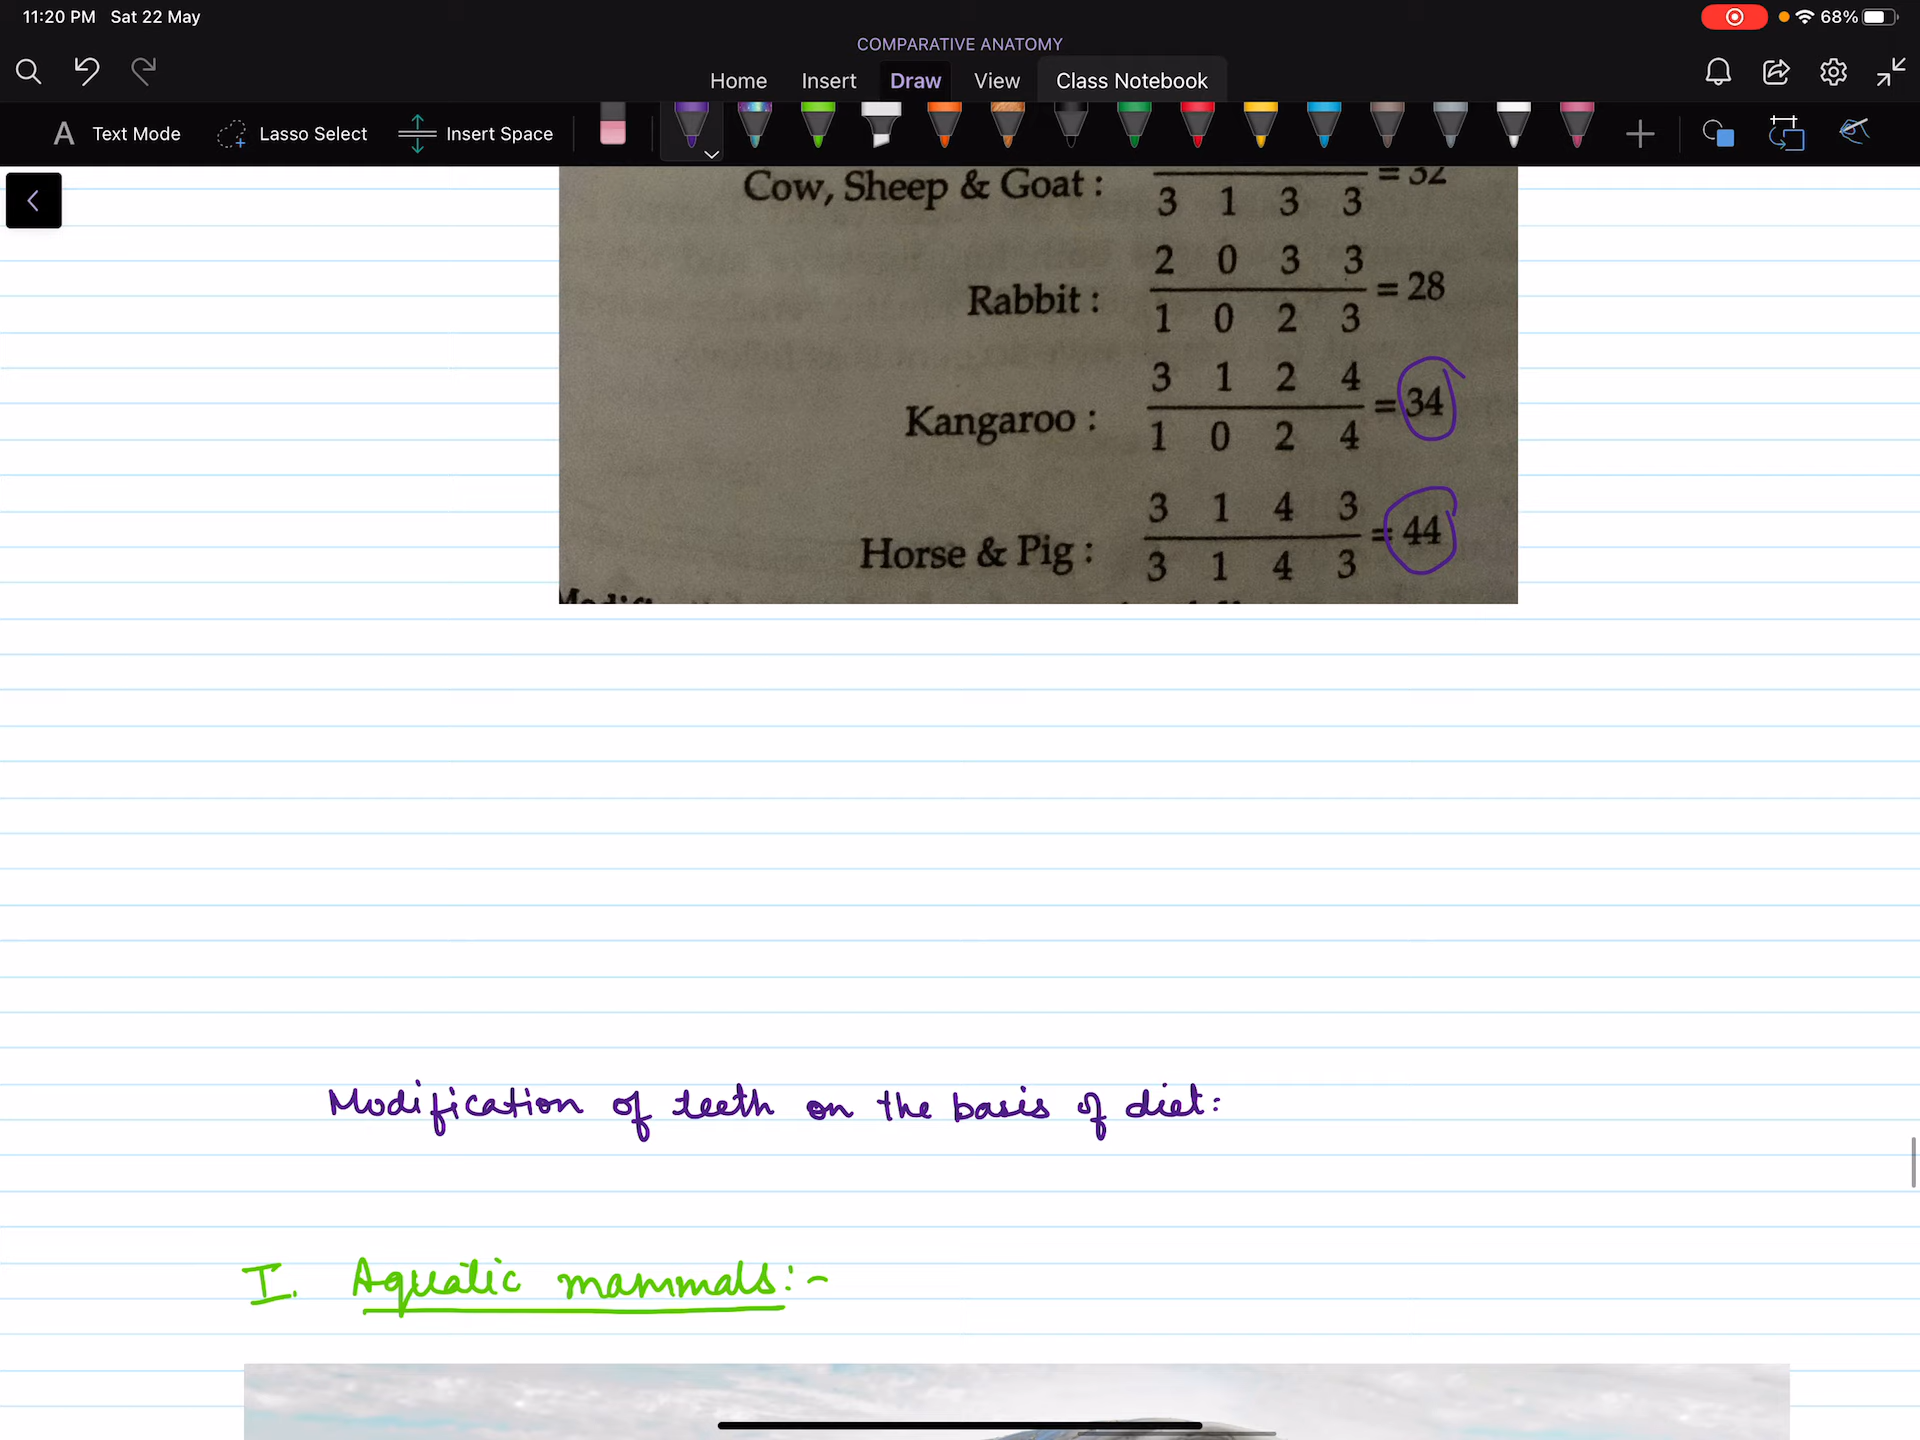 11:20 PM Sat 22 May
68%
COMPARATIVE ANATOMY
Home Insert Draw View Class Notebook
A Text Mode Lasso Select Insert Space
Cow, Sheep & Goat : = 32
3 1 3 3
2 0 3 3
Rabbit : = 28
1 0 2 3
3 1 2 4
Kangaroo : = 34
1 0 2 4
3 1 4 3
Horse & Pig : = 44
3 1 4 3
Modification of teeth on the basis of diet:
I. Aquatic mammals:-